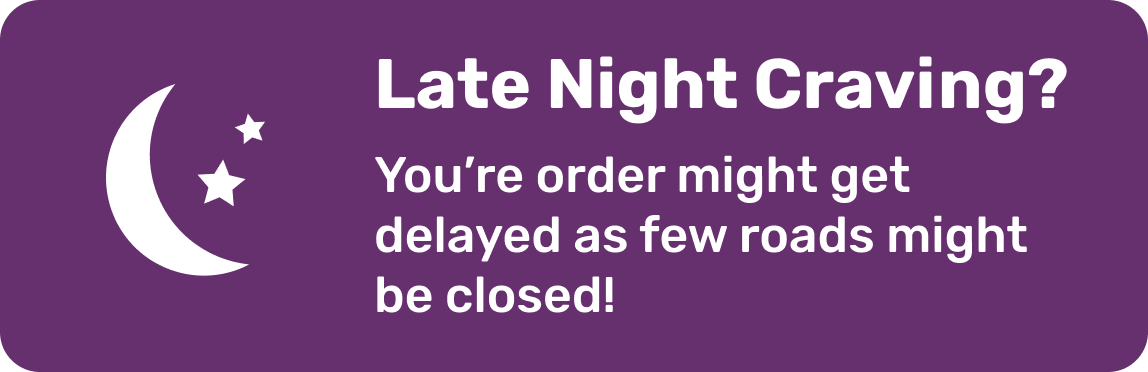 Late Night Craving?
You’re order might get
delayed as few roads might
be closed!